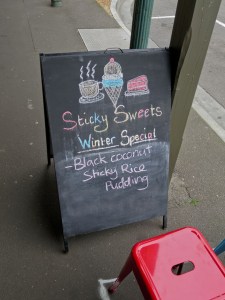 Sticky Sweets
Winter Special
- Black coconut
Sticky Rice
Pudding